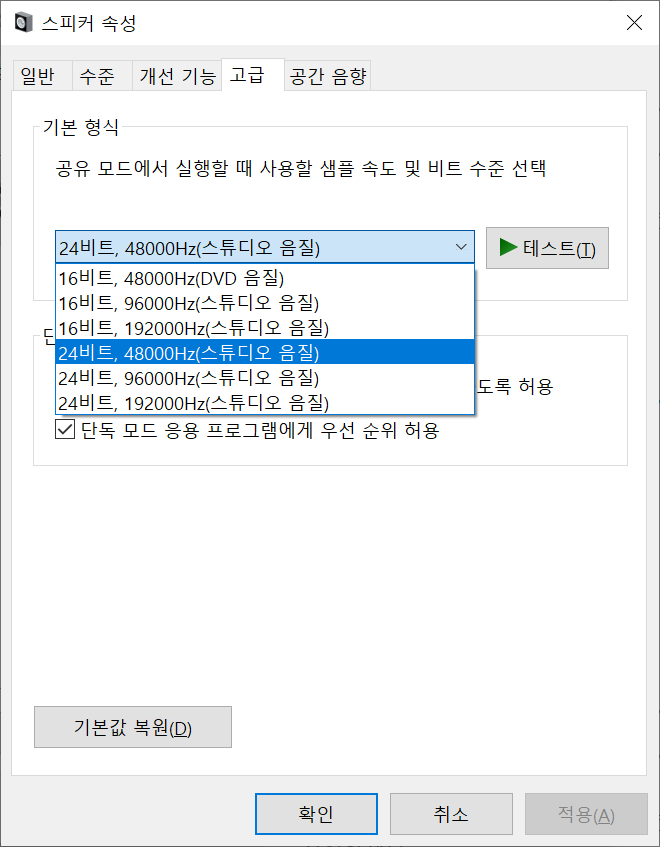 스피커 속성
일반 수준 개선 기능 고급 공간 음향
기본 형식
공유 모드에서 실행할 때 사용할 샘플 속도 및 비트 수준 선택
24비트, 48000Hz(스튜디오 음질) 테스트(T)
16비트, 48000Hz(DVD 음질)
16비트, 96000Hz(스튜디오 음질)
16비트, 192000Hz(스튜디오 음질)
24비트, 48000Hz(스튜디오 음질)
24비트, 96000Hz(스튜디오 음질)
도록 허용
24비트, 192000Hz(스튜디오 음질)
단독 모드 응용 프로그램에게 우선 순위 허용
기본값 복원(D)
확인 취소 적용(A)